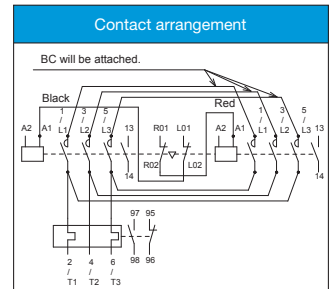 Contact arrangement
BC will be attached.
Black
Red
1 3 5
/ / /
A2 A1 L1 L2 L3 13
R01 L01
A2 A1
1 3 5
/ / /
L1 L2 L3 13
R02 L02
14
14
97 95
98 96
2 4 6
/ / /
T1 T2 T3